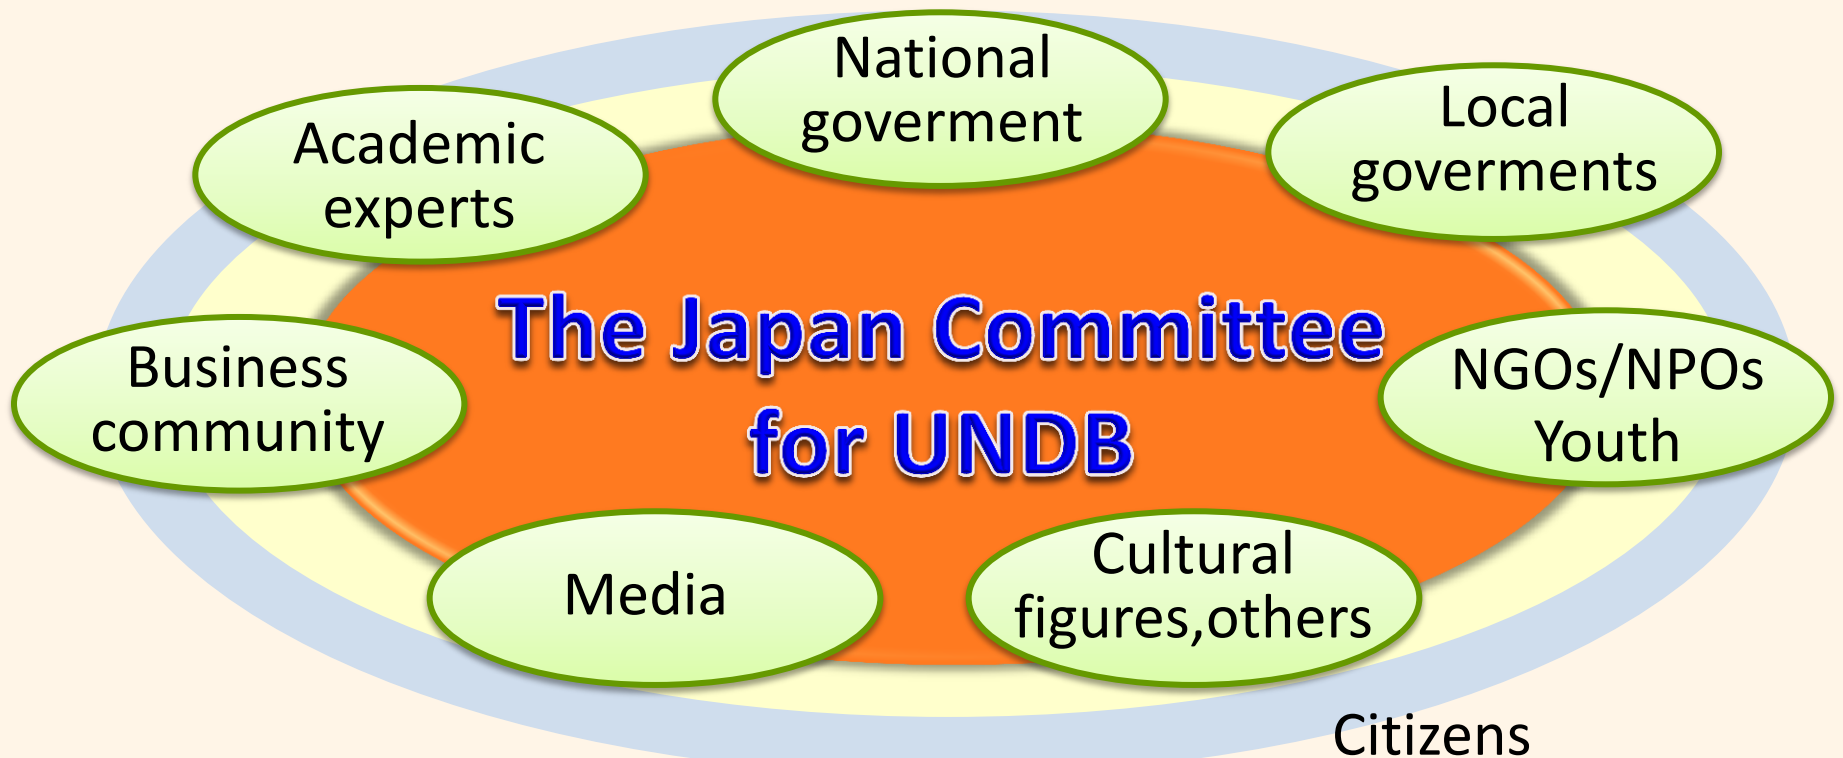 National
goverment
Local
goverments
Academic
experts
The Japan Committee
for UNDB
Business
community
NGOs/NPOs
Youth
Media
Cultural
figures,others
Citizens